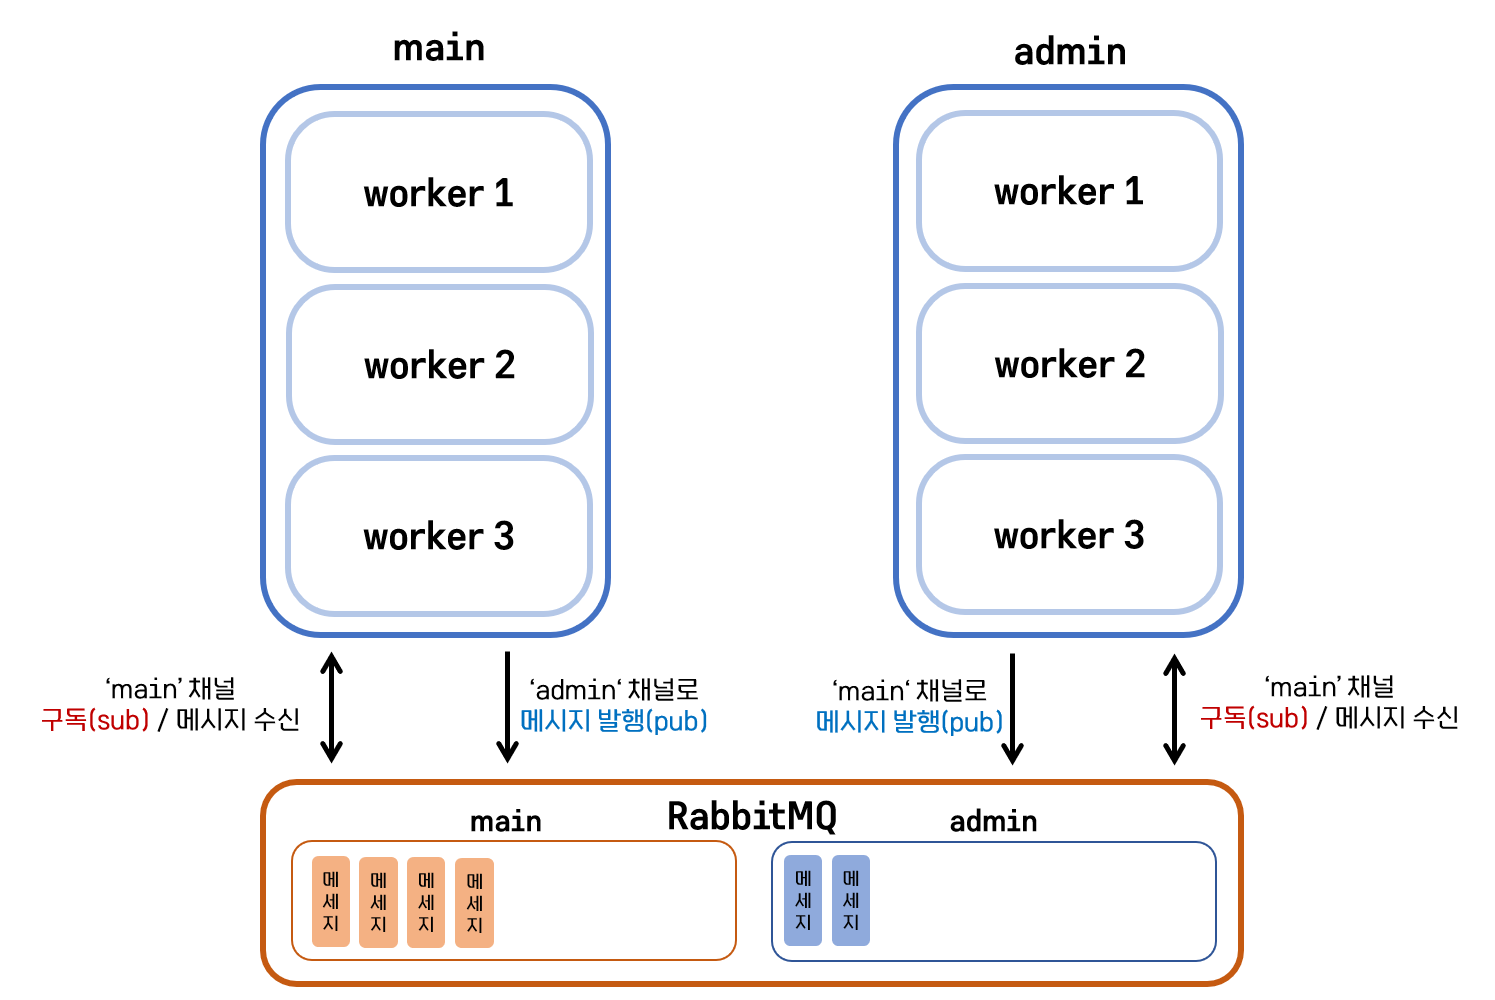 main
admin
worker 1
worker 2
worker 3
worker 1
worker 2
worker 3
‘main’ 채널
구독(sub) / 메시지 수신
‘admin‘ 채널로
메시지 발행(pub)
‘main‘ 채널로
메시지 발행(pub)
‘main’ 채널
구독(sub) / 메시지 수신
RabbitMQ
main
메
세
지
메
세
지
메
세
지
메
세
지
admin
메
세
지
메
세
지